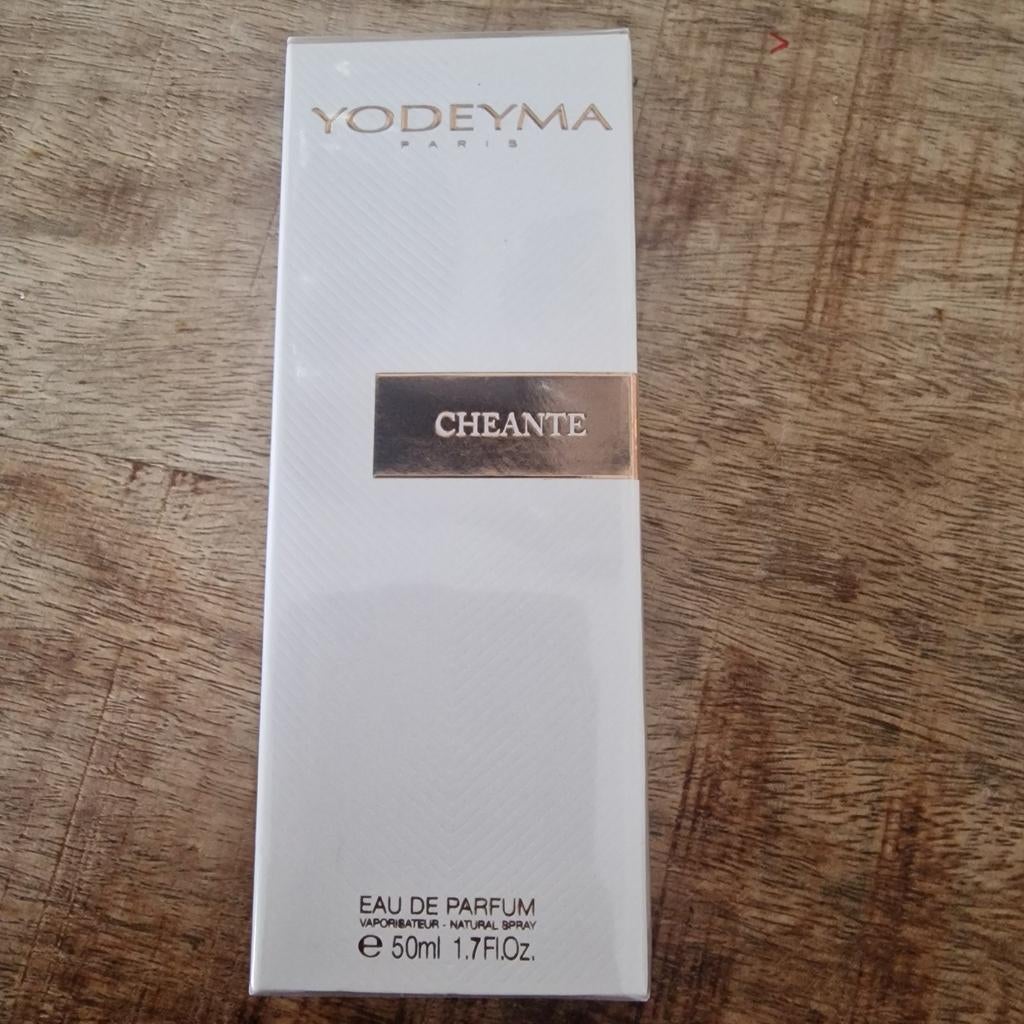 YODEYMA
PARIS
CHEANTE
EAU DE PARFUM
VAPORISATEUR - NATURAL SPRAY
e 50ml 1.7Fl.Oz.